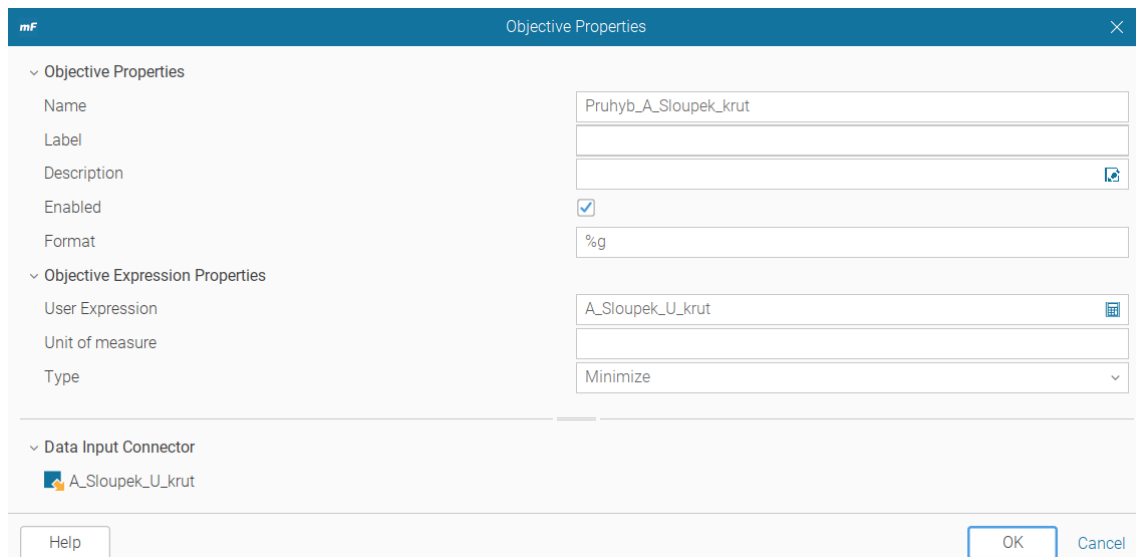 mF Objective Properties
Objective Properties
Name Pruhyb_A_Sloupek_krut
Label
Description
Enabled
Format %g
Objective Expression Properties
User Expression A_Sloupek_U_krut
Unit of measure
Type Minimize
Data Input Connector
A_Sloupek_U_krut
Help OK Cancel